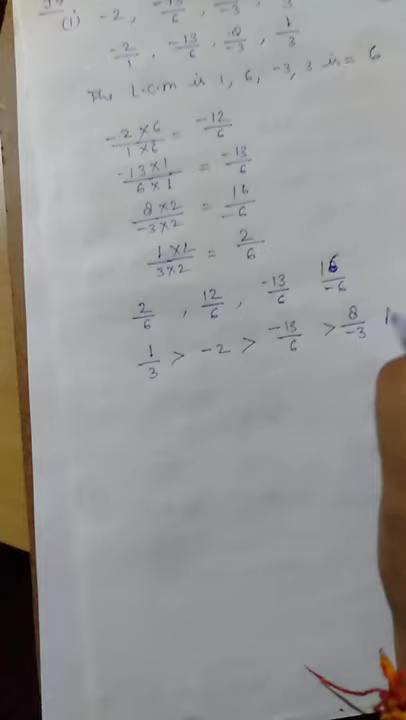 (i) -2, -13/6, 8/-3, 1/3
-2/1, -13/6, 8/-3, 1/3
The L.C.M is 1, 6, -3, 3 is = 6
-2×6/1×6 = -12/6
-13×1/6×1 = -13/6
8×2/-3×2 = 16/-6
1×2/3×2 = 2/6
2/6, 12/6, -13/6 16/-6
1/3 > -2 > -13/6 > 8/-3